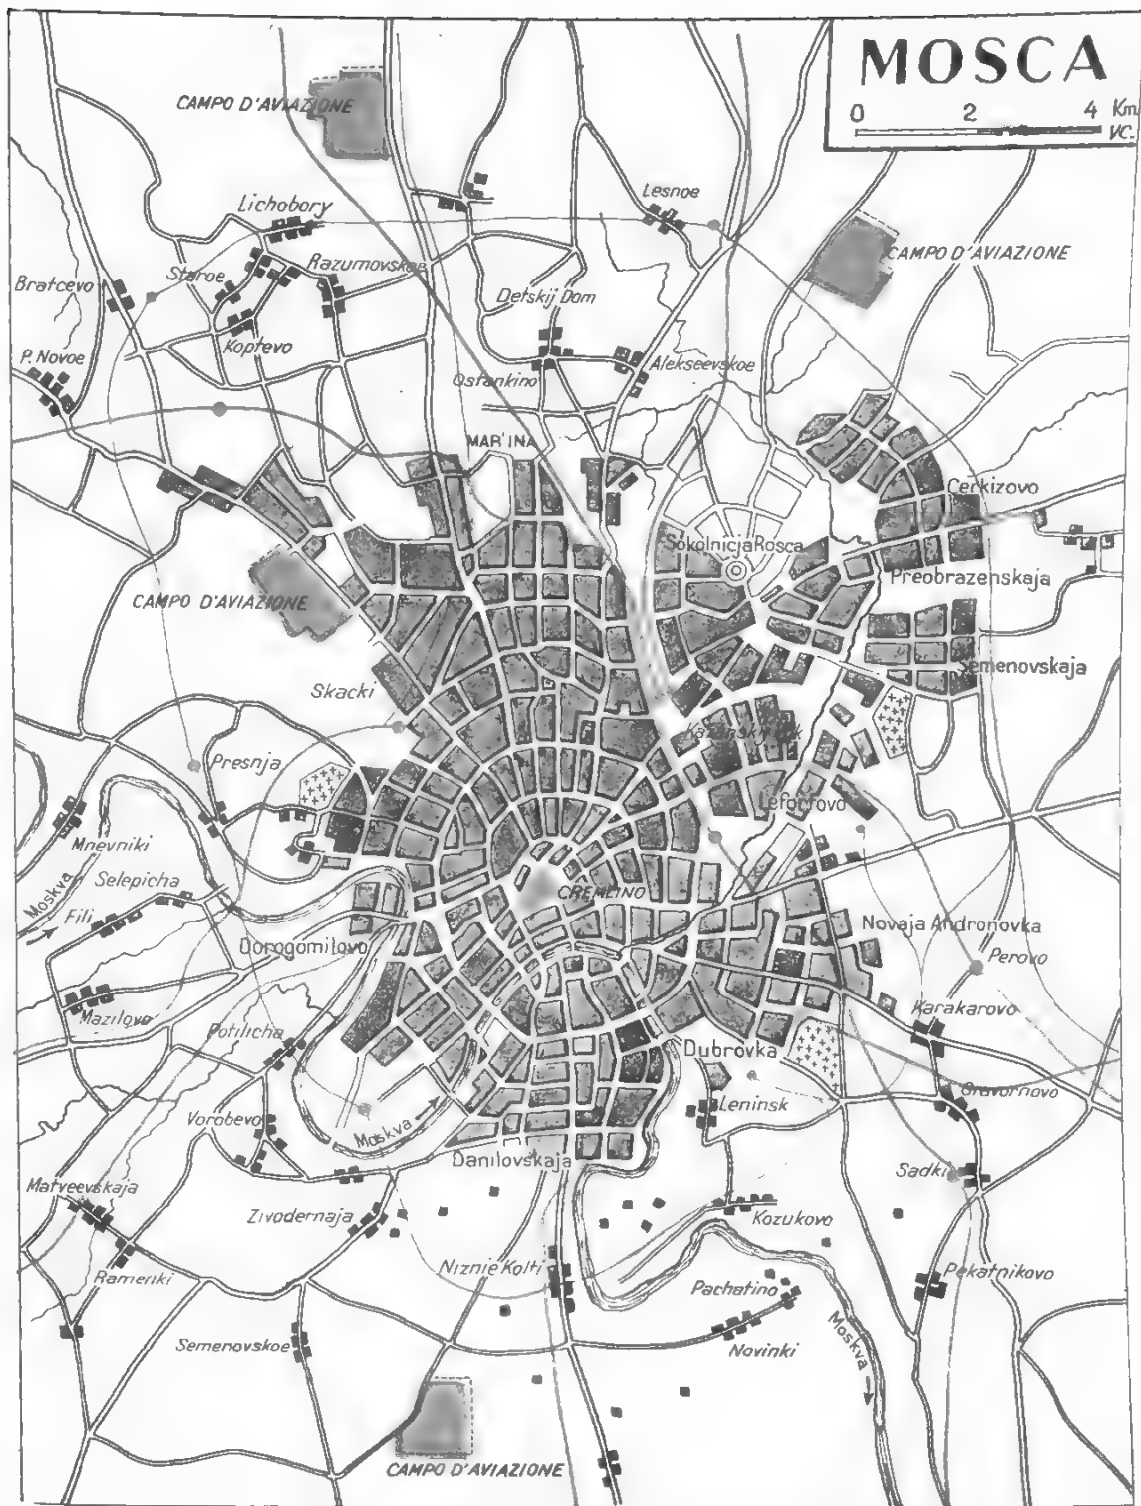 MOSCA
0 2 4 Km.
VC.
CAMPO D'AVIAZIONE
Lichobory
Lesnoe
CAMPO D'AVIAZIONE
Staroe
Razumovskoe
Bratcevo
Detskij Dom
Koptevo
P. Novoe
Ostankino
Alekseevskoe
MAR'INA
Cerkizovo
Sokolnicja Rosca
Preobrazenskaja
CAMPO D'AVIAZIONE
Semenovskaja
Skacki
Presnja
Lefortovo
Mnevniki
Selepicha
CREMLINO
Moskva
Fili
Dorogomilovo
Novaja Andronovka
Perovo
Mazilovo
Karakarovo
Potilicha
Dubrovka
Leninsk
Gravornovo
Vorobevo
Moskva
Danilovskaja
Sadki
Matveevskaja
Zivodernaja
Kozukovo
Ramenki
Niznie Kolti
Pachatino
Pekatnikovo
Semenovskoe
Novinki
Moskva
CAMPO D'AVIAZIONE